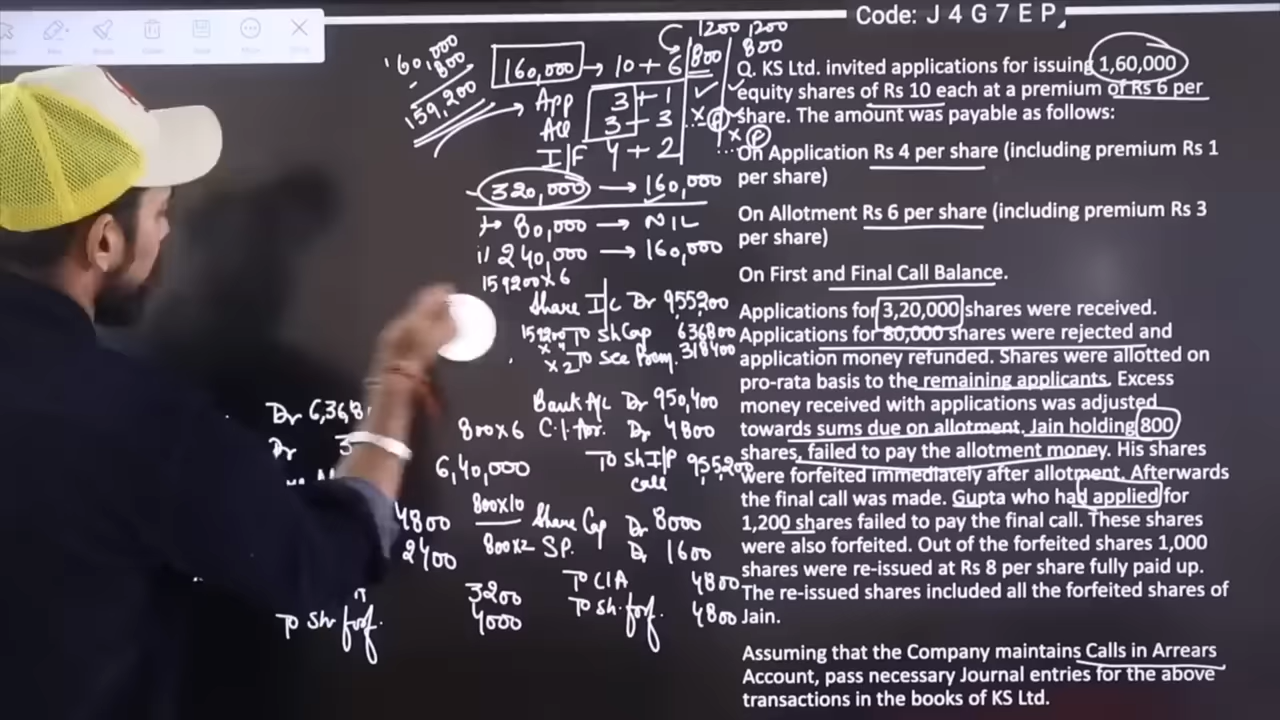 Code: J 4 G 7 E P
160,000
- 800
159,200
160,000 → 10 + 6
800
1200 1200
800
App 3 + 1
All 3 - 3
I/F 4 + 2
320,000 → 160,000
80,000 → NIL
ii/ 240,000 → 160,000
159200 x 6
Share I/C Dr 955200
159200 To sh Cap 636800
x 2 To Sec Prem. 318400
Bank A/c Dr 950,400
800x6 C.I. Arr. Dr 4800
To Sh I/F 955200
call
Dr 6,36,8
Dr 3
6,40,000
800x10
4800 Share Cap Dr 8000
2400 800x2 SP. Dr 1600
To CIA 4800
3200 To sh. forf. 4800
To Shr forf. 4000
Q. KS Ltd. invited applications for issuing 1,60,000
equity shares of Rs 10 each at a premium of Rs 6 per
share. The amount was payable as follows:
On Application Rs 4 per share (including premium Rs 1
per share)
On Allotment Rs 6 per share (including premium Rs 3
per share)
On First and Final Call Balance.
Applications for 3,20,000 shares were received.
Applications for 80,000 shares were rejected and
application money refunded. Shares were allotted on
pro-rata basis to the remaining applicants. Excess
money received with applications was adjusted
towards sums due on allotment. Jain holding 800
shares, failed to pay the allotment money. His shares
were forfeited immediately after allotment. Afterwards
the final call was made. Gupta who had applied for
1,200 shares failed to pay the final call. These shares
were also forfeited. Out of the forfeited shares 1,000
shares were re-issued at Rs 8 per share fully paid up.
The re-issued shares included all the forfeited shares of
Jain.
Assuming that the Company maintains Calls in Arrears
Account, pass necessary Journal entries for the above
transactions in the books of KS Ltd.